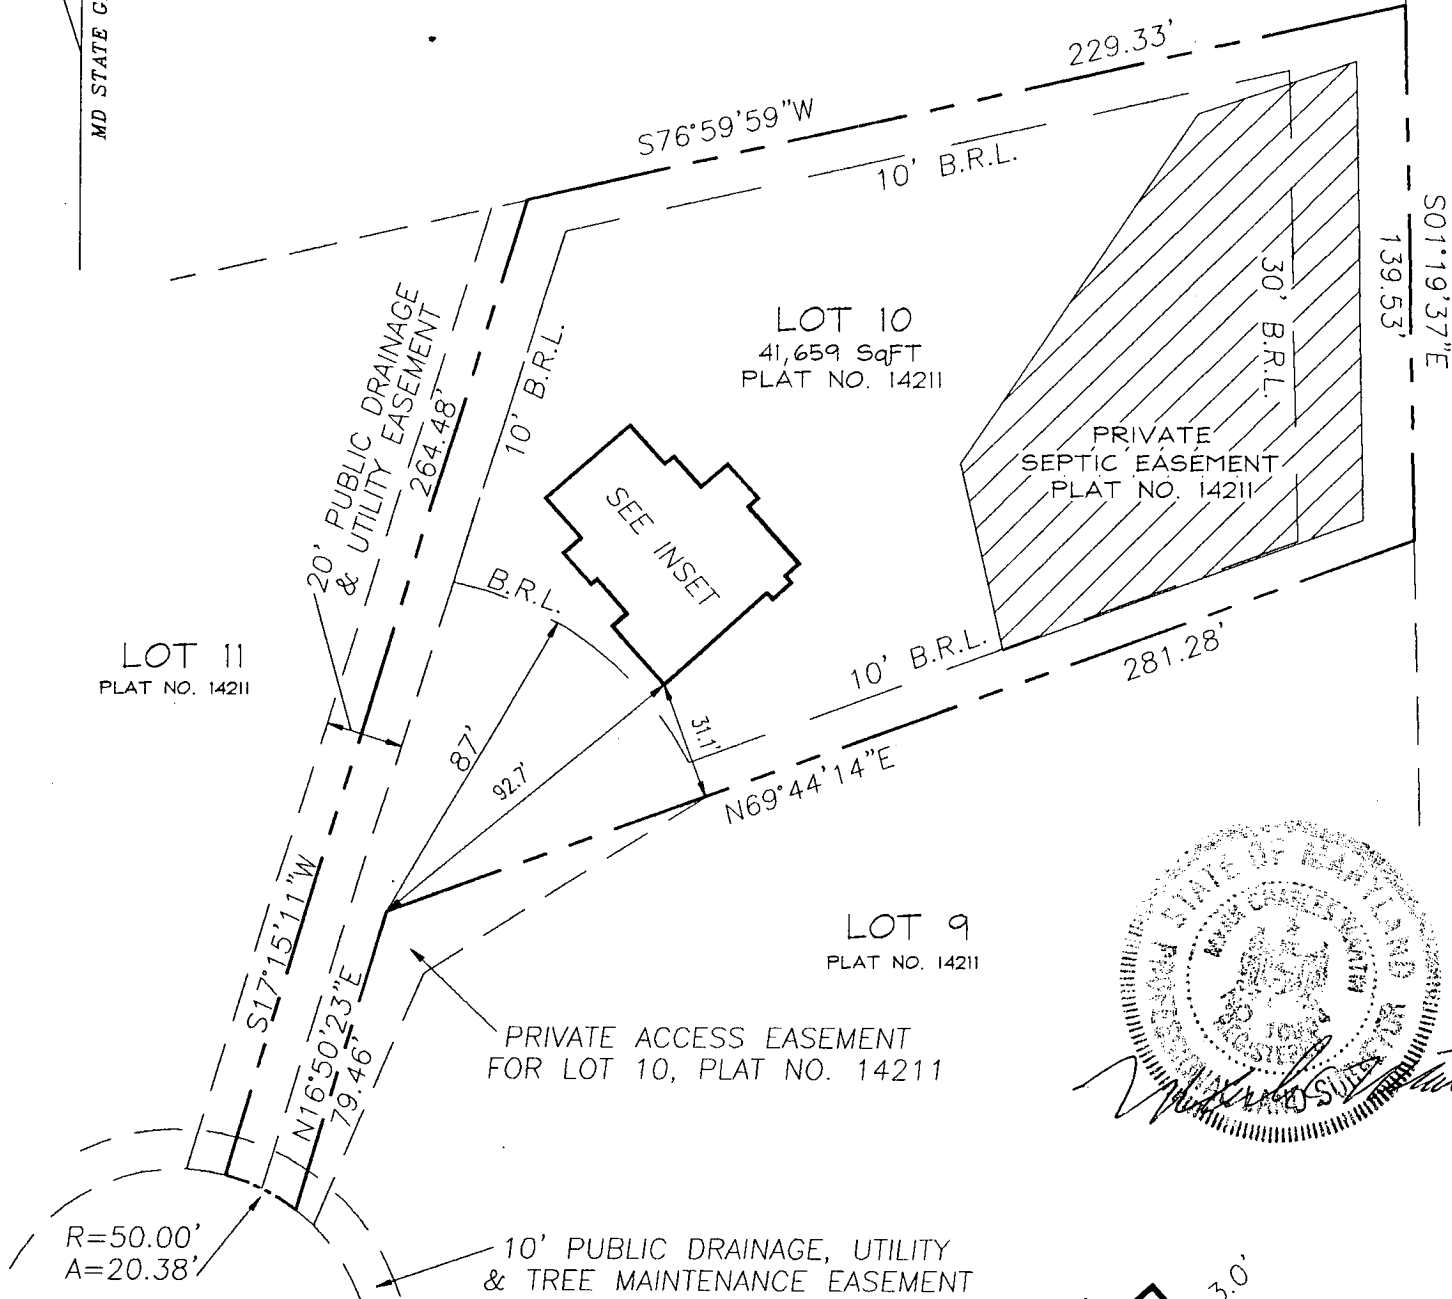 MD STATE G
229.33'
S76°59'59"W
10' B.R.L.
S01°19'37"E
139.53'
30' B.R.L.
LOT 10
41,659 SqFT
PLAT NO. 14211
20' PUBLIC DRAINAGE
& UTILITY EASEMENT
264.48'
10' B.R.L.
PRIVATE
SEPTIC EASEMENT
PLAT NO. 14211
SEE INSET
B.R.L.
LOT 11
PLAT NO. 14211
10' B.R.L.
281.28'
31.1'
87'
92.7'
N69°44'14"E
S17°15'11"W
N16°50'23"E
79.46'
LOT 9
PLAT NO. 14211
STATE OF MARYLAND
PRIVATE ACCESS EASEMENT
FOR LOT 10, PLAT NO. 14211
R=50.00'
A=20.38'
10' PUBLIC DRAINAGE, UTILITY
& TREE MAINTENANCE EASEMENT
3.0'